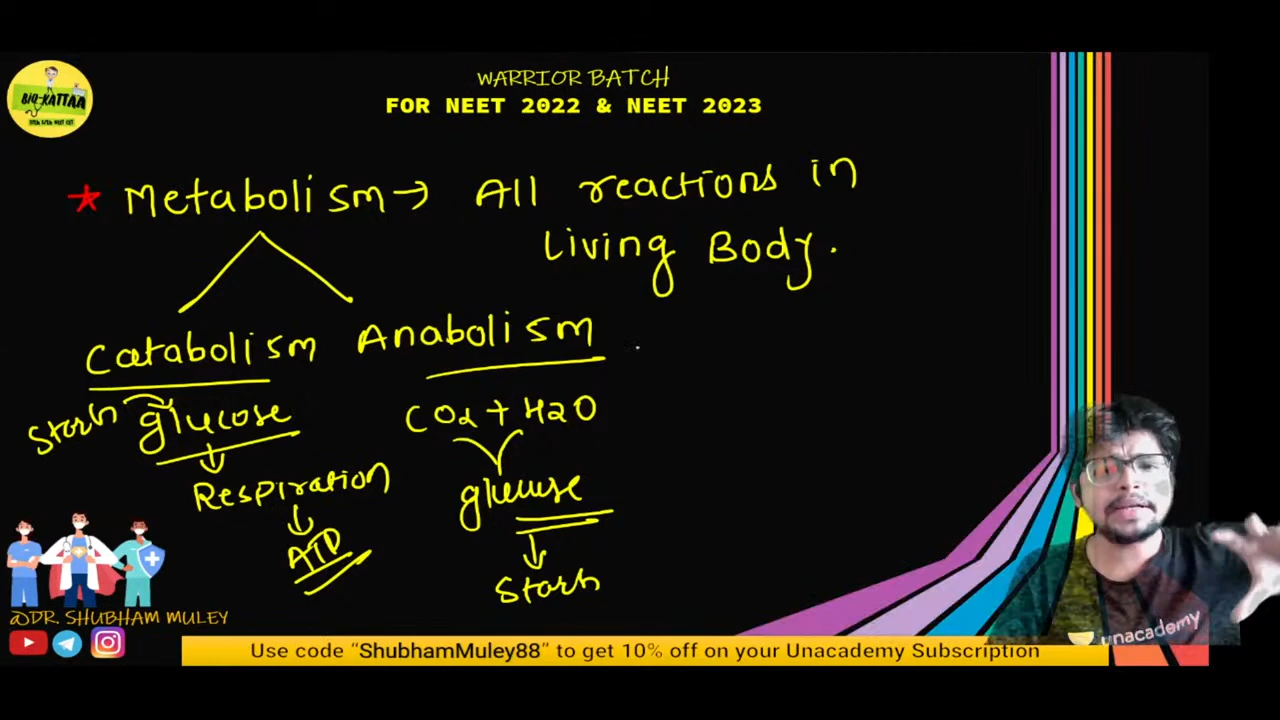 WARRIOR BATCH
FOR NEET 2022 & NEET 2023
BIO-KATTAA
* Metabolism → All reactions in
Living Body.
Catabolism Anabolism
Starch → glucose
CO2 + H2O
↓ Respiration
glucose
↓ ATP
↓ Starch
@DR. SHUBHAM MULEY
Use code “ShubhamMuley88” to get 10% off on your Unacademy Subscription
unacademy